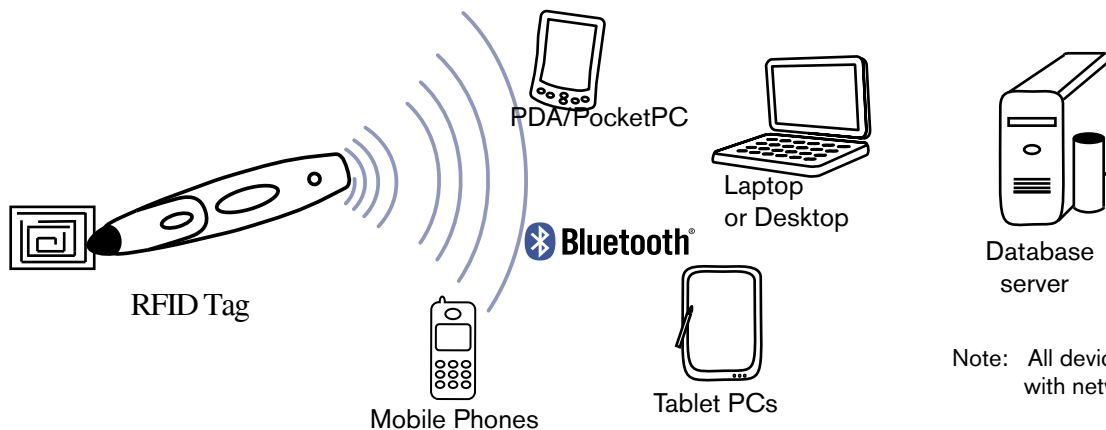 PDA/PocketPC
Laptop
or Desktop
Bluetooth®
Database
server
RFID Tag
Note: All devic
with netw
Tablet PCs
Mobile Phones